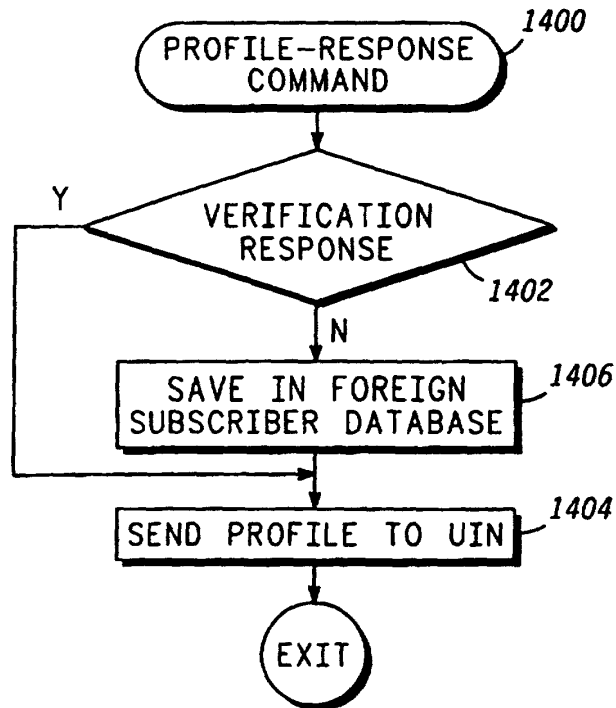 PROFILE-RESPONSE
COMMAND
1400
Y
VERIFICATION
RESPONSE
1402
N
SAVE IN FOREIGN
SUBSCRIBER DATABASE
1406
SEND PROFILE TO UIN
1404
EXIT